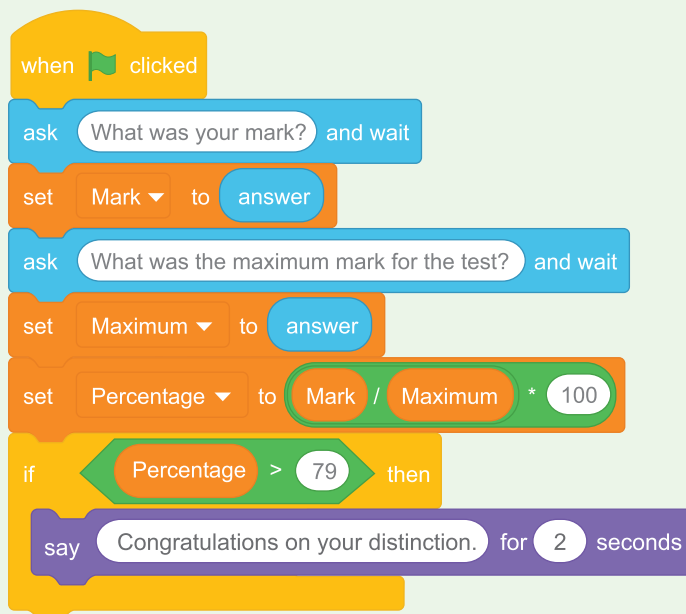 when clicked
ask What was your mark? and wait
set Mark to answer
ask What was the maximum mark for the test? and wait
set Maximum to answer
set Percentage to Mark / Maximum * 100
if Percentage > 79 then
say Congratulations on your distinction. for 2 seconds